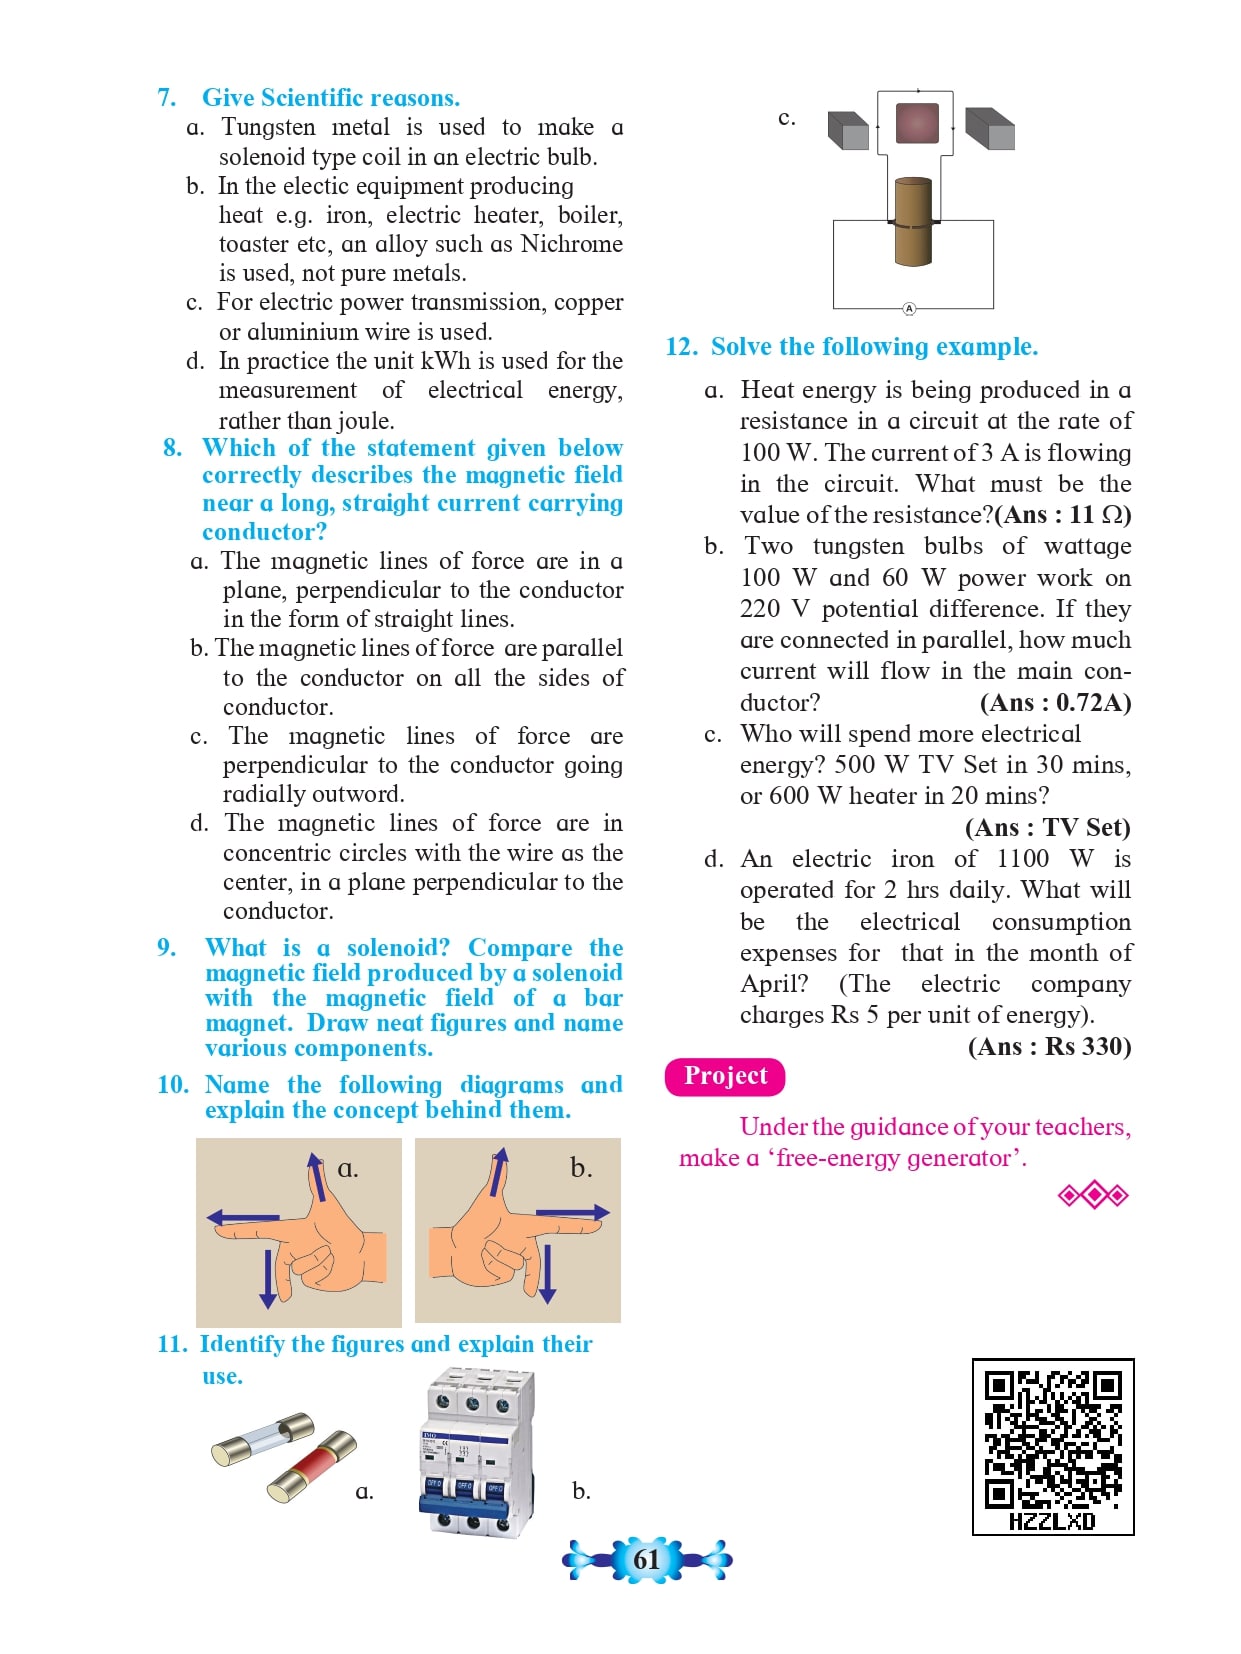 7. Give Scientific reasons.
a. Tungsten metal is used to make a
solenoid type coil in an electric bulb.
b. In the electic equipment producing
heat e.g. iron, electric heater, boiler,
toaster etc, an alloy such as Nichrome
is used, not pure metals.
c. For electric power transmission, copper
or aluminium wire is used.
d. In practice the unit kWh is used for the
measurement of electrical energy,
rather than joule.
8. Which of the statement given below
correctly describes the magnetic field
near a long, straight current carrying
conductor?
a. The magnetic lines of force are in a
plane, perpendicular to the conductor
in the form of straight lines.
b. The magnetic lines of force are parallel
to the conductor on all the sides of
conductor.
c. The magnetic lines of force are
perpendicular to the conductor going
radially outword.
d. The magnetic lines of force are in
concentric circles with the wire as the
center, in a plane perpendicular to the
conductor.
9. What is a solenoid? Compare the
magnetic field produced by a solenoid
with the magnetic field of a bar
magnet. Draw neat figures and name
various components.
10. Name the following diagrams and
explain the concept behind them.
a.
b.
11. Identify the figures and explain their
use.
a.
OFF O OFF O OFF O
b.
c.
A
12. Solve the following example.
a. Heat energy is being produced in a
resistance in a circuit at the rate of
100 W. The current of 3 A is flowing
in the circuit. What must be the
value of the resistance?(Ans : 11 Ω)
b. Two tungsten bulbs of wattage
100 W and 60 W power work on
220 V potential difference. If they
are connected in parallel, how much
current will flow in the main con-
ductor? (Ans : 0.72A)
c. Who will spend more electrical
energy? 500 W TV Set in 30 mins,
or 600 W heater in 20 mins?
(Ans : TV Set)
d. An electric iron of 1100 W is
operated for 2 hrs daily. What will
be the electrical consumption
expenses for that in the month of
April? (The electric company
charges Rs 5 per unit of energy).
(Ans : Rs 330)
Project
Under the guidance of your teachers,
make a ‘free-energy generator’.
HZZLXD
61